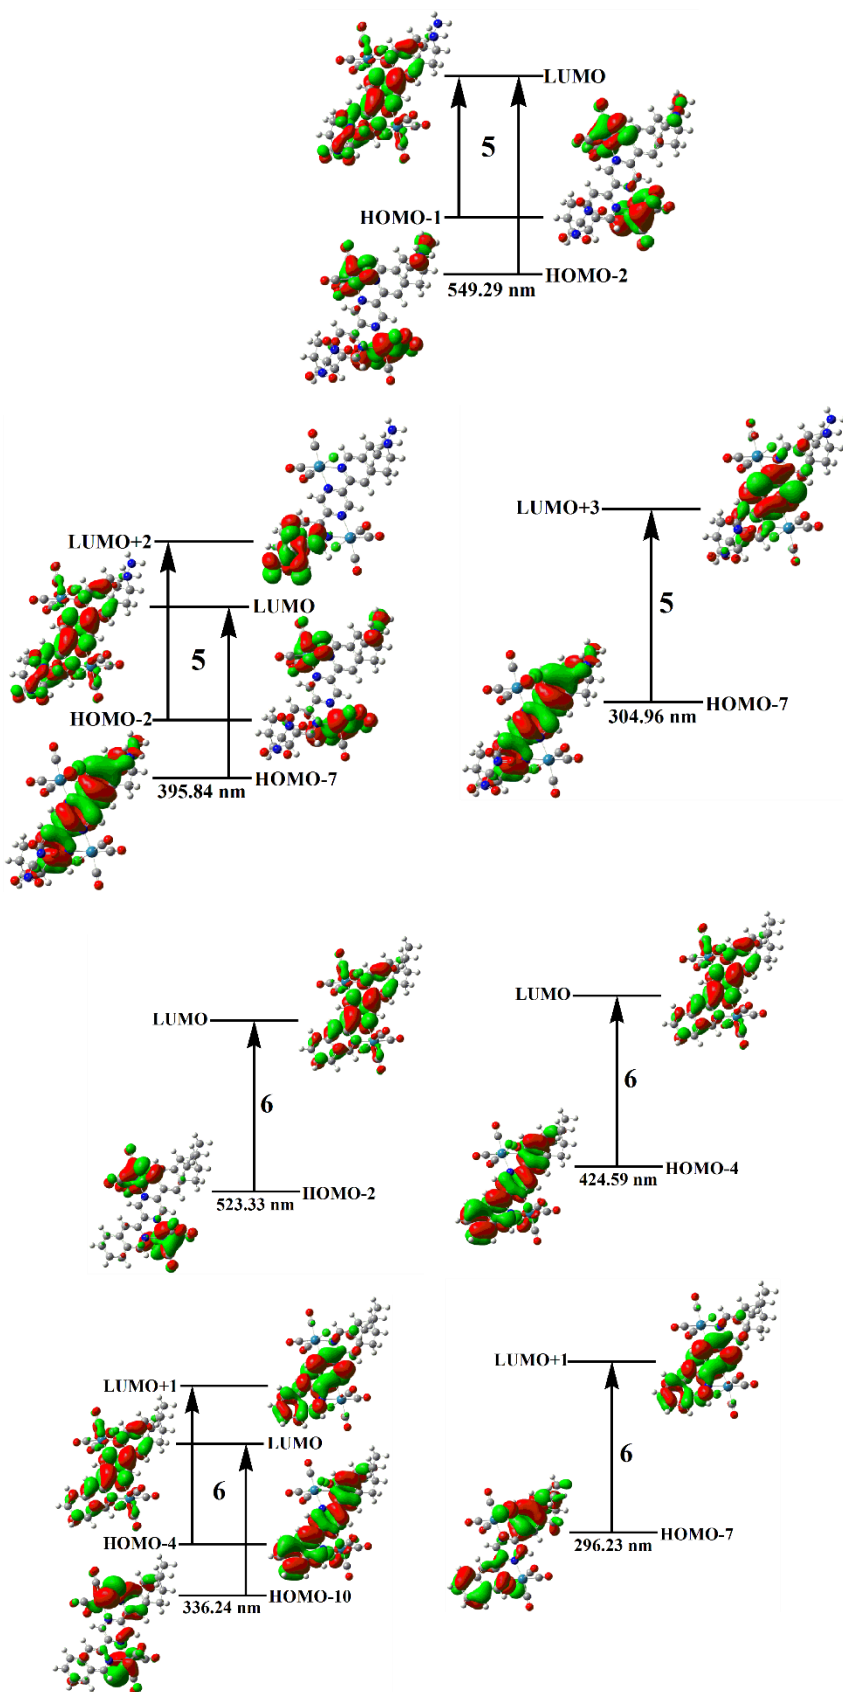 LUMO
5
HOMO-1
HOMO-2
549.29 nm
LUMO+2
LUMO
5
HOMO-2
HOMO-7
395.84 nm
LUMO+3
5
HOMO-7
304.96 nm
LUMO
6
HOMO-2
523.33 nm
LUMO
6
HOMO-4
424.59 nm
LUMO+1
LUMO
6
HOMO-4
HOMO-10
336.24 nm
LUMO+1
6
HOMO-7
296.23 nm